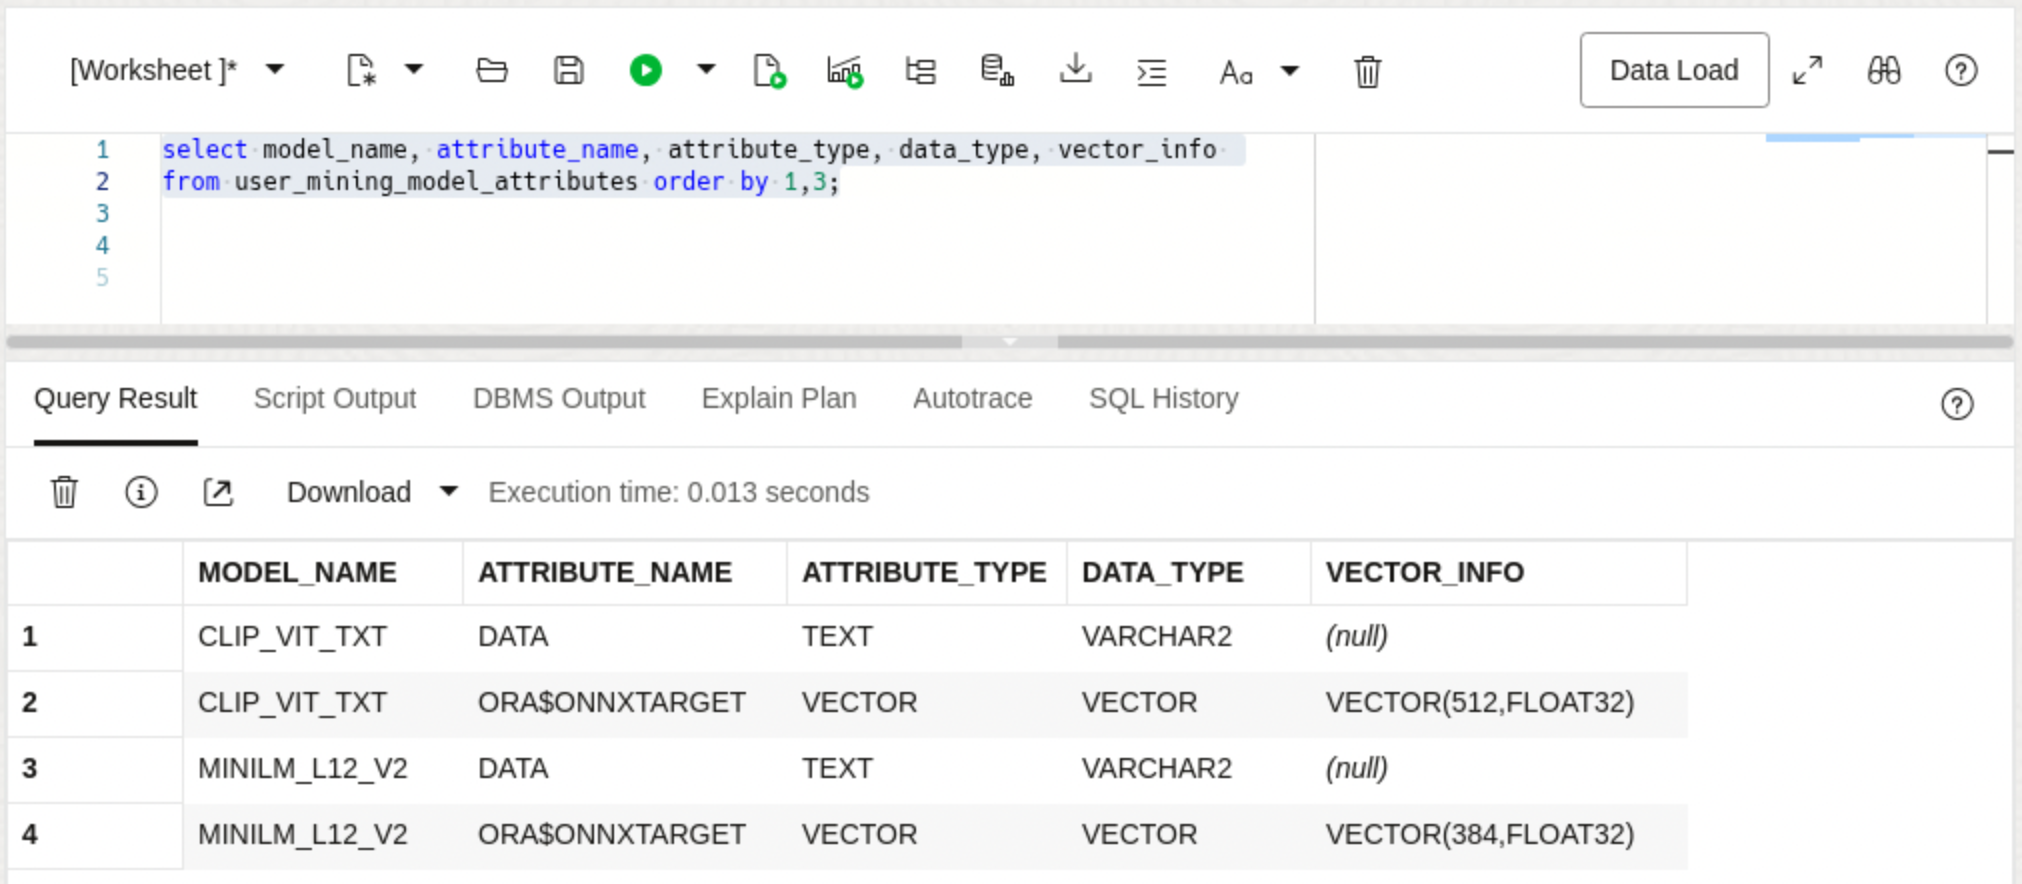 [Worksheet ]*
Aa
Data Load
1 select model_name, attribute_name, attribute_type, data_type, vector_info
2 from user_mining_model_attributes order by 1,3;
3
4
5
Query Result Script Output DBMS Output Explain Plan Autotrace SQL History
Download Execution time: 0.013 seconds
MODEL_NAME ATTRIBUTE_NAME ATTRIBUTE_TYPE DATA_TYPE VECTOR_INFO
1 CLIP_VIT_TXT DATA TEXT VARCHAR2 (null)
2 CLIP_VIT_TXT ORA$ONNXTARGET VECTOR VECTOR VECTOR(512,FLOAT32)
3 MINILM_L12_V2 DATA TEXT VARCHAR2 (null)
4 MINILM_L12_V2 ORA$ONNXTARGET VECTOR VECTOR VECTOR(384,FLOAT32)